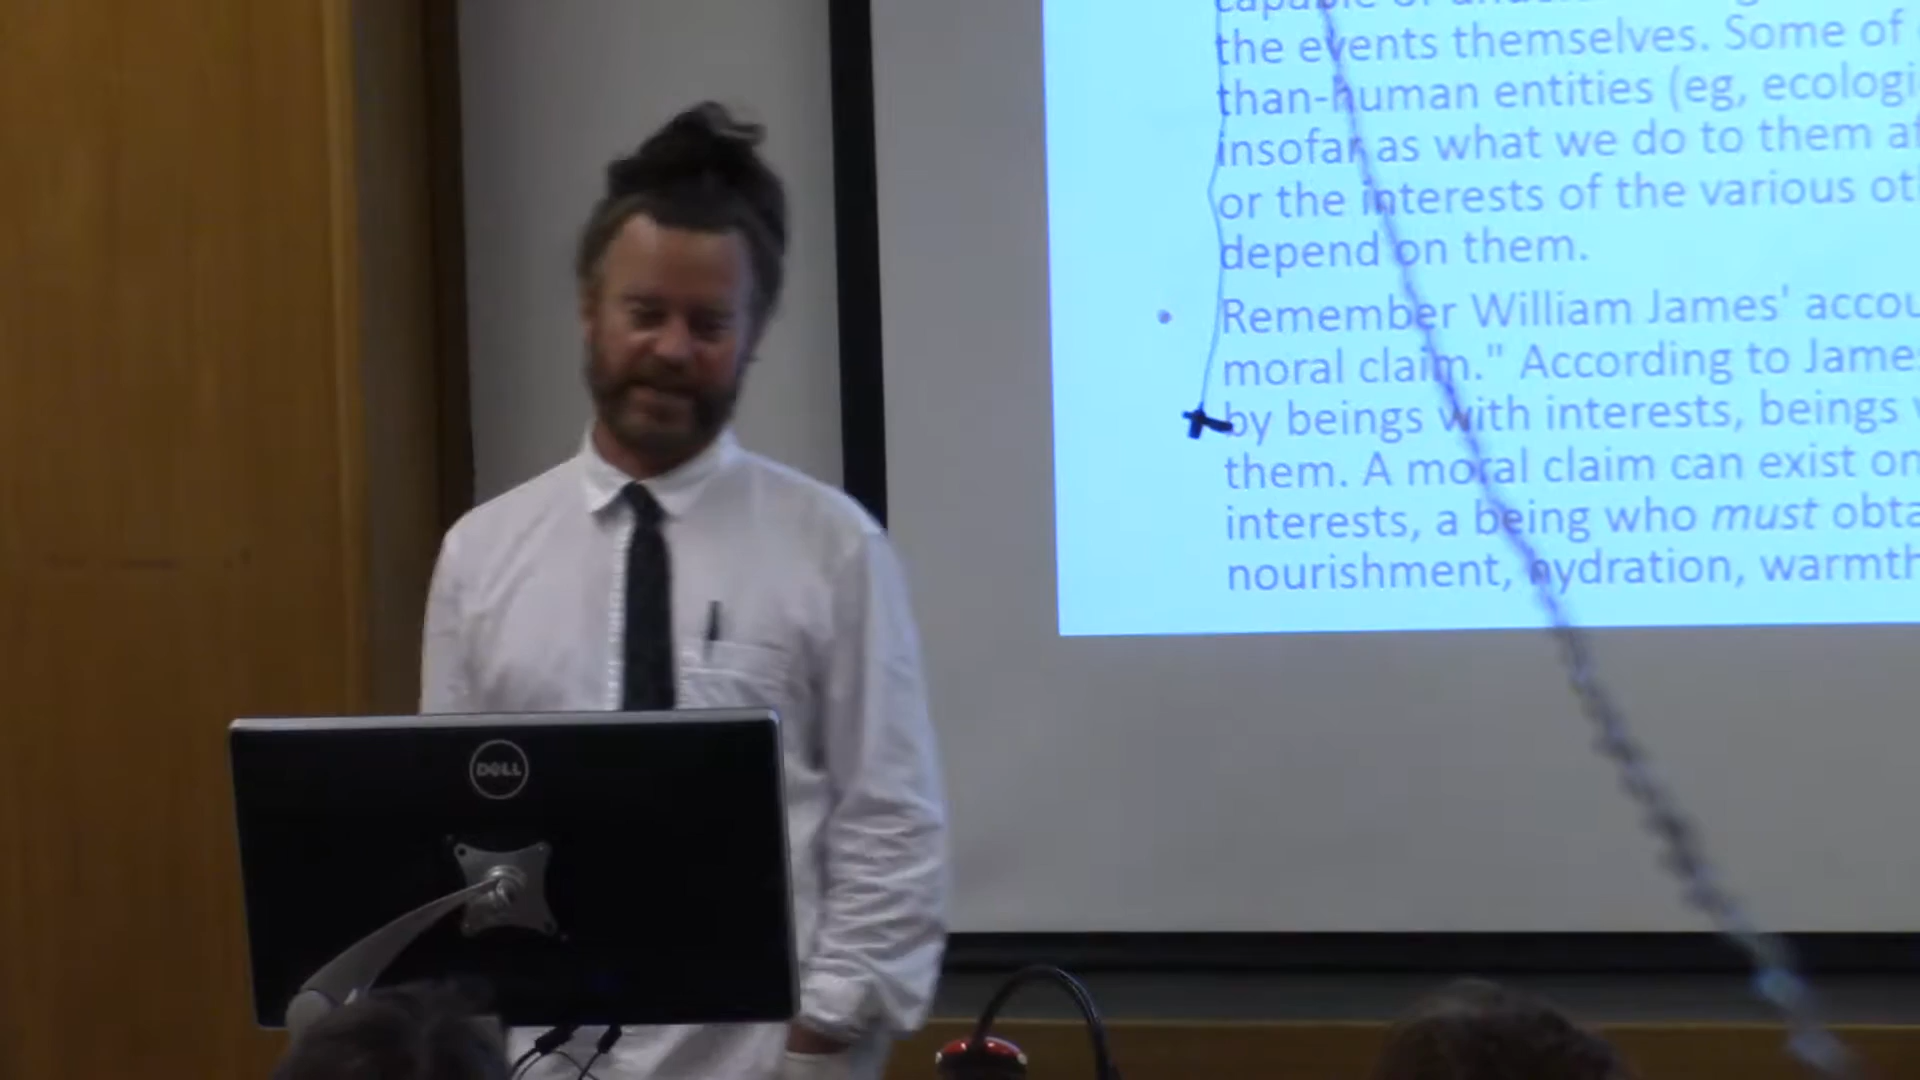 the events themselves. Some of
than-human entities (eg, ecologi
insofar as what we do to them
or the interests of the various
depend on them.
Remember William James' accou
moral claim." According to James
by beings with interests, beings
them. A moral claim can exist on
interests, a being who must obta
nourishment, hydration, warmth
DELL